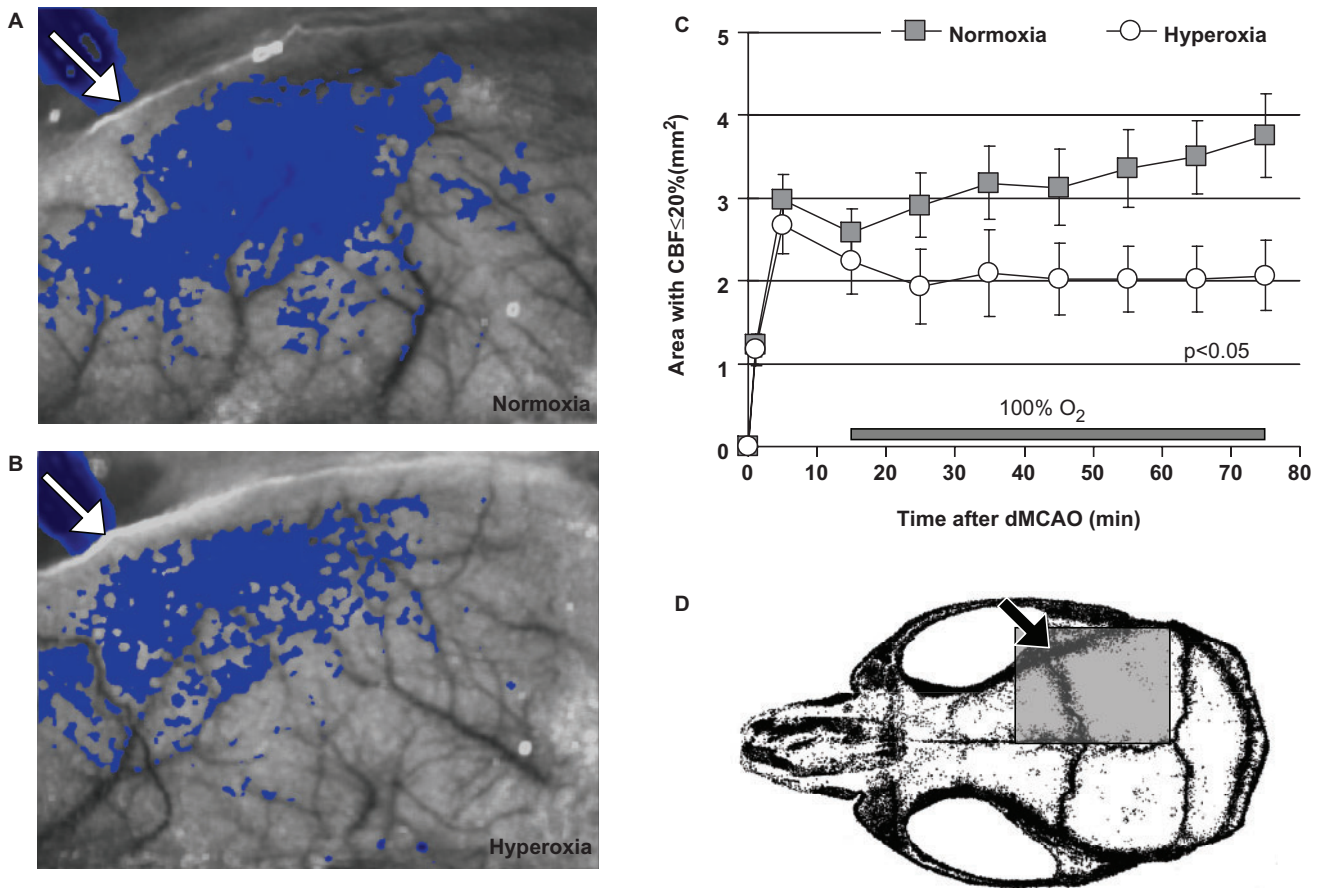 A
Normoxia
B
Hyperoxia
C
Normoxia Hyperoxia
Area with CBF≤20%(mm²)
5
4
3
2
1
0
p<0.05
100% O₂
0 10 20 30 40 50 60 70 80
Time after dMCAO (min)
D